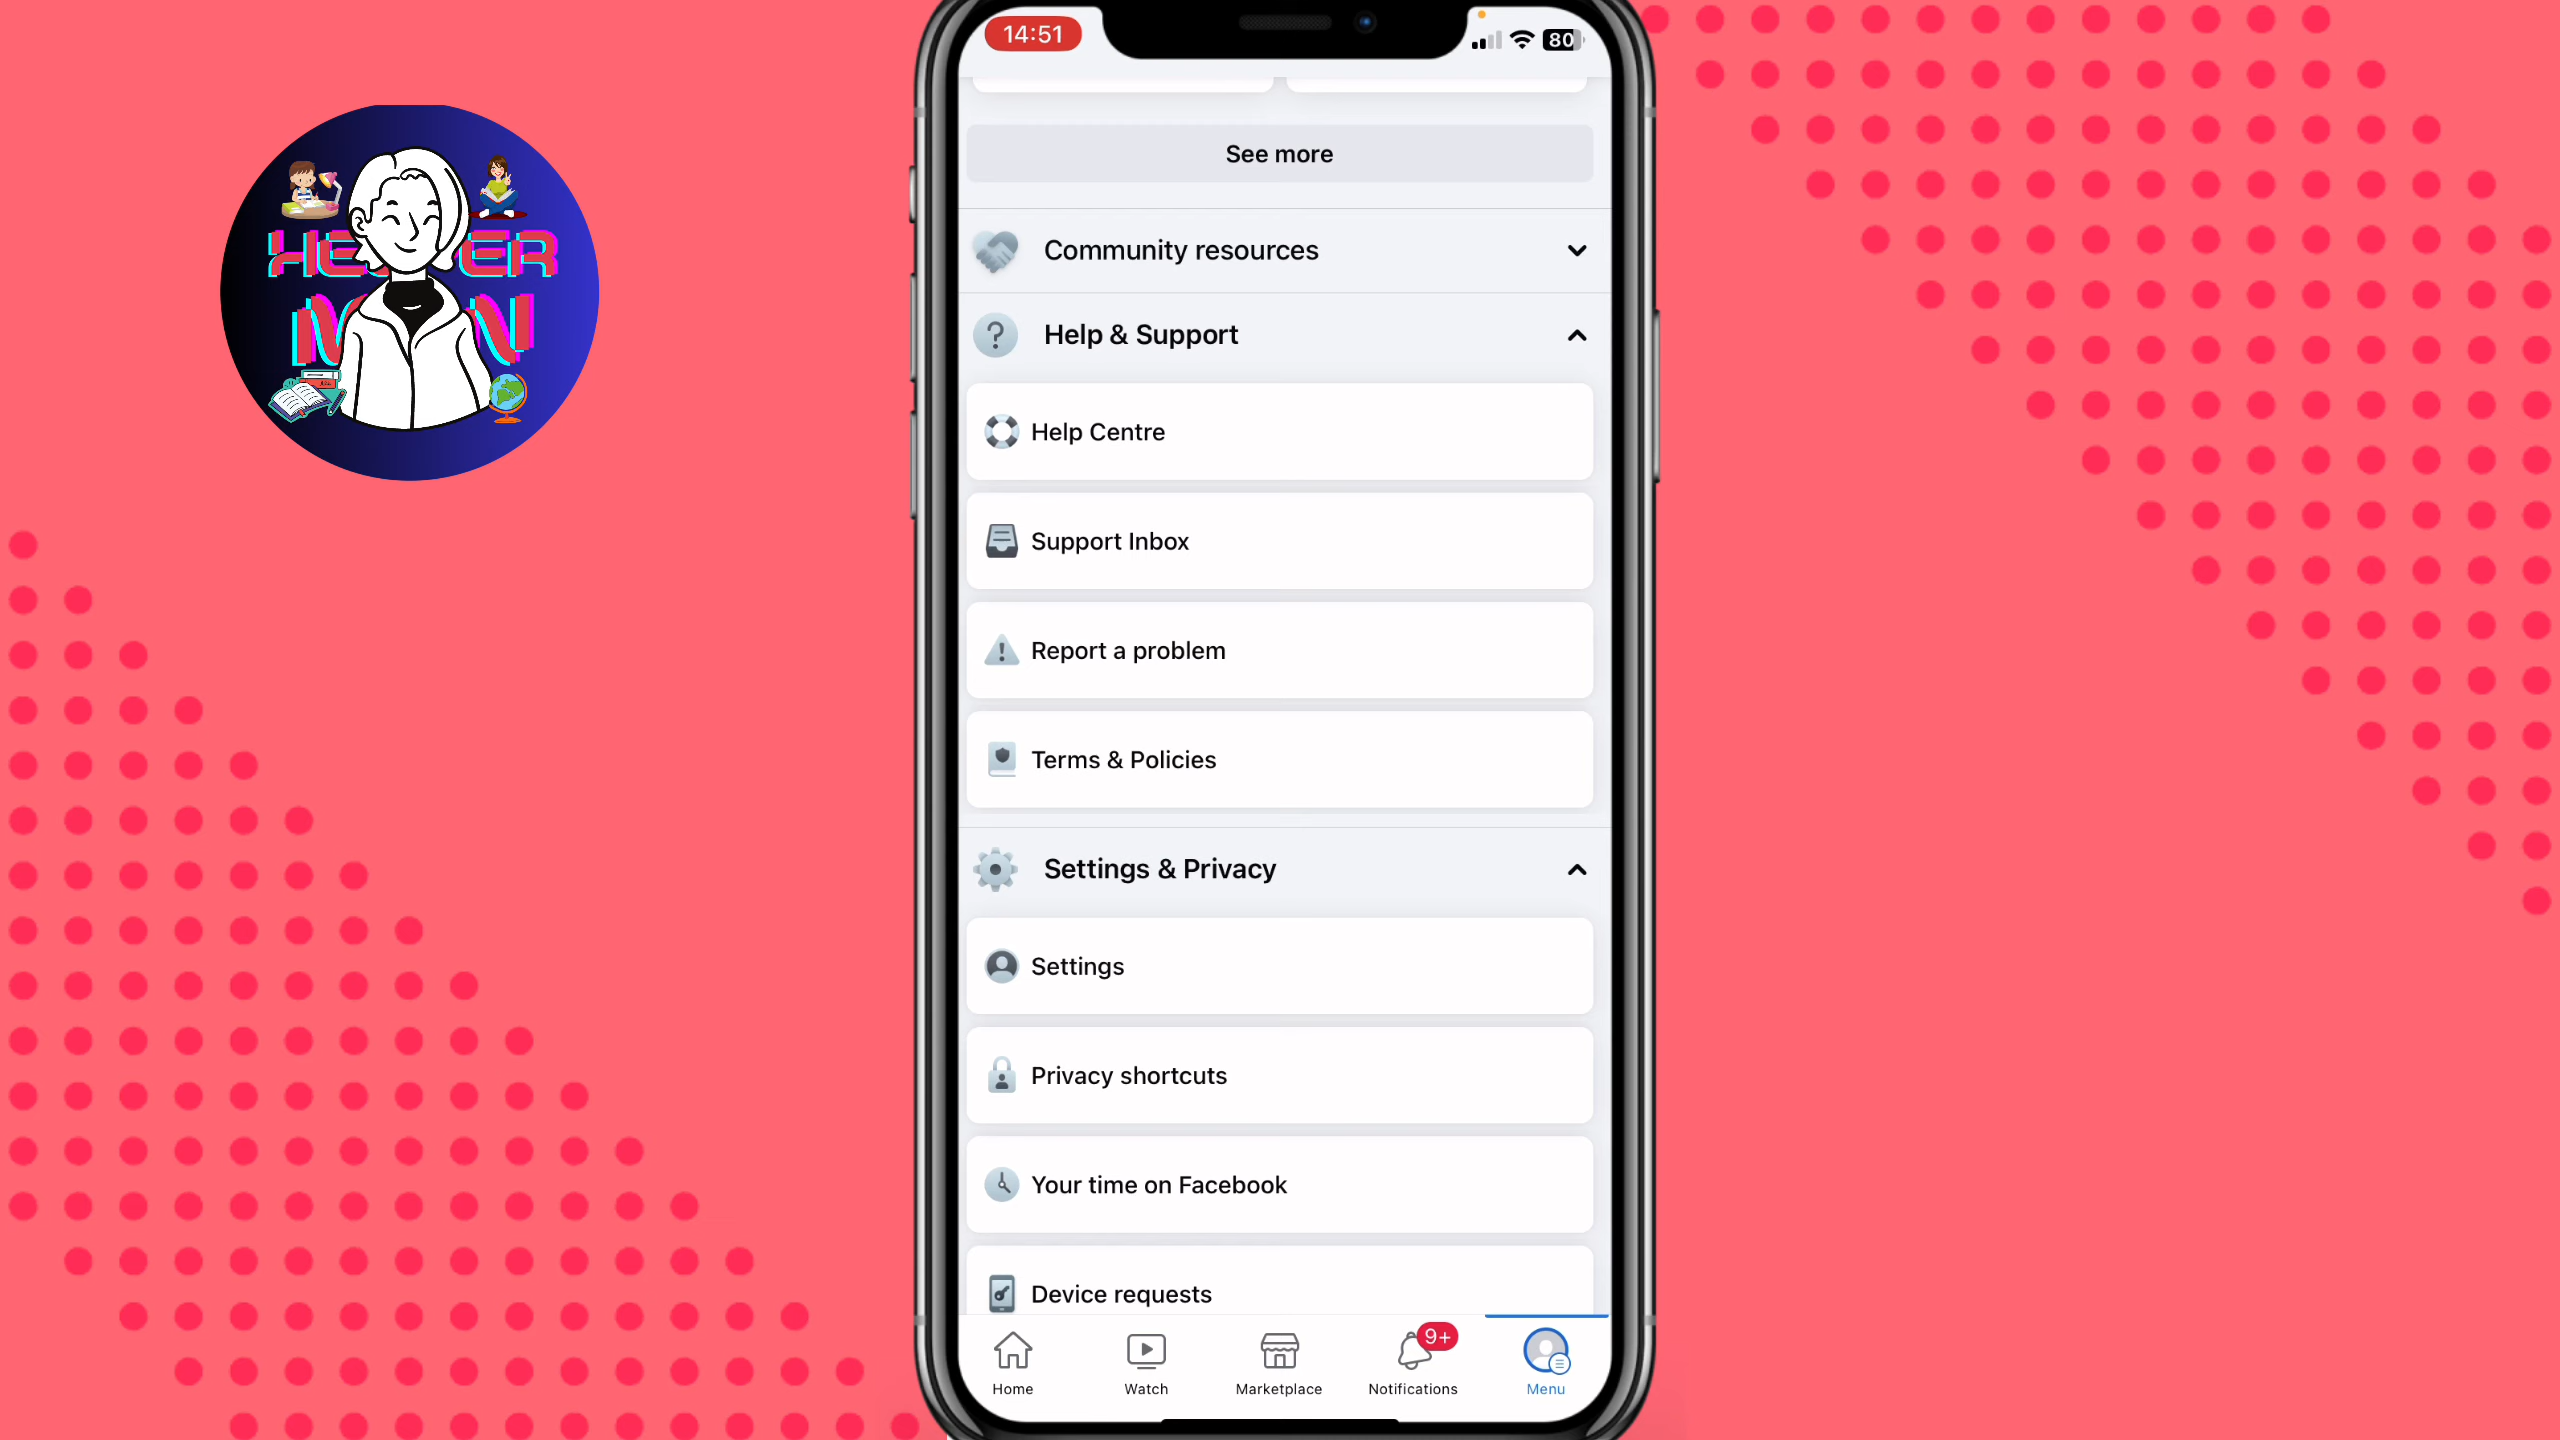 14:51
80
See more
Community resources
Help & Support
Help Centre
Support Inbox
Report a problem
Terms & Policies
Settings & Privacy
Settings
Privacy shortcuts
Your time on Facebook
Device requests
9+
Home
Watch
Marketplace
Notifications
Menu